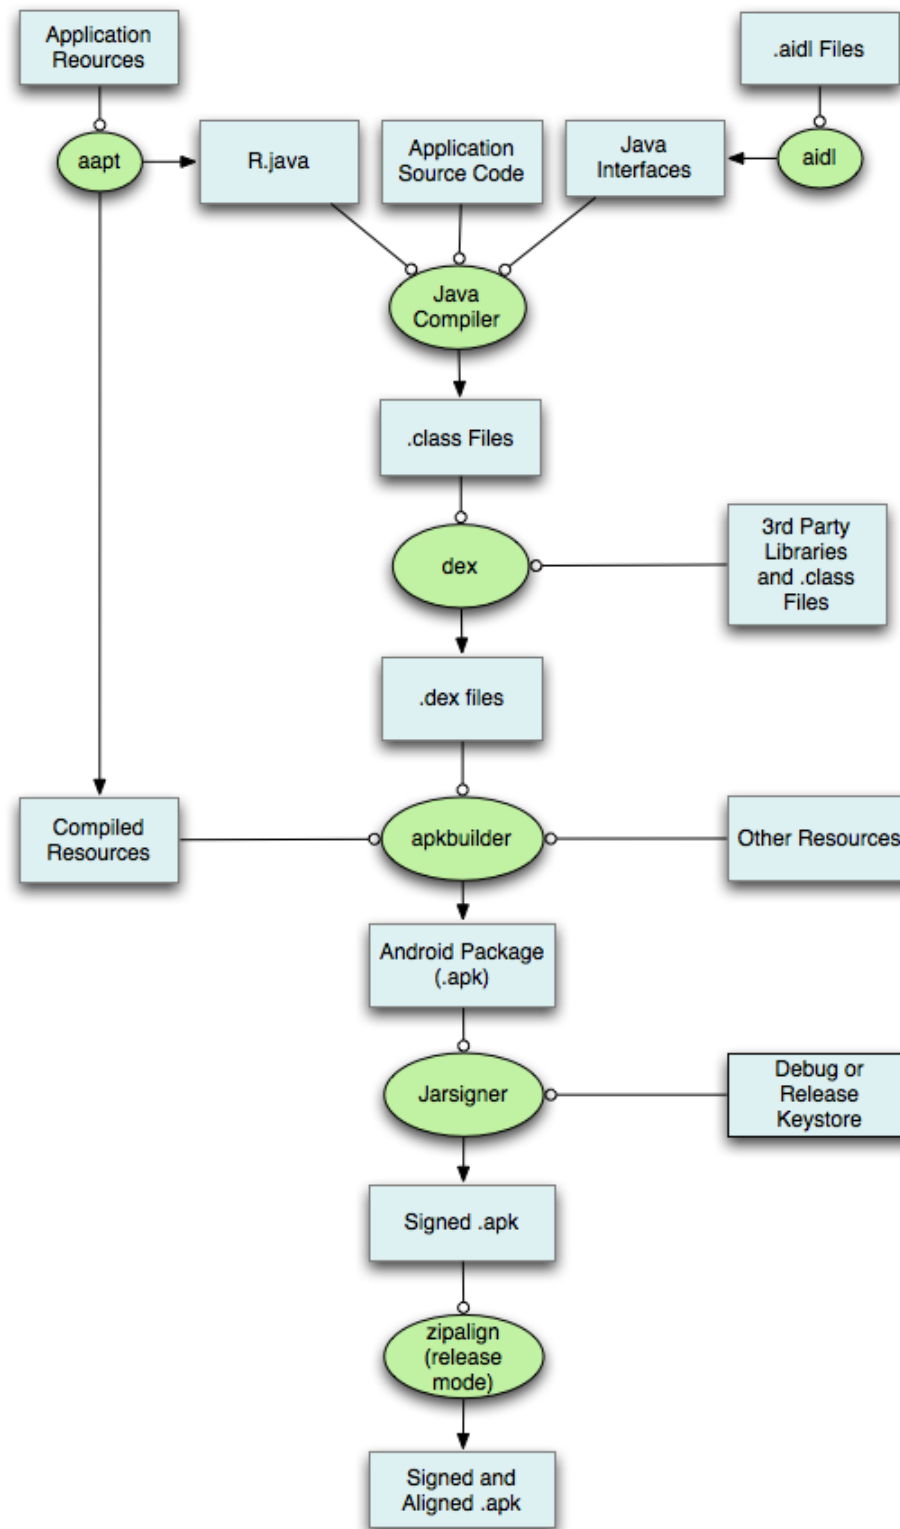 Application
Reources
.aidl Files
aapt
R.java
Application
Source Code
Java
Interfaces
aidl
Java
Compiler
.class Files
dex
3rd Party
Libraries
and .class
Files
.dex files
Compiled
Resources
apkbuilder
Other Resources
Android Package
(.apk)
Jarsigner
Debug or
Release
Keystore
Signed .apk
zipalign
(release
mode)
Signed and
Aligned .apk